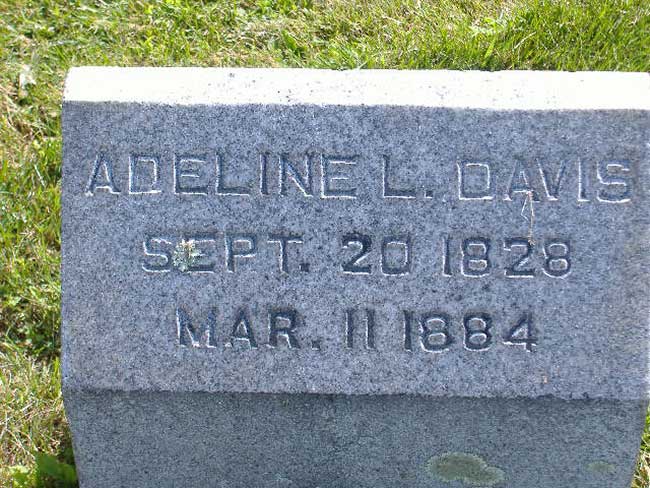 ADELINE L. DAVIS
SEPT. 20 1828
MAR. 11 1884